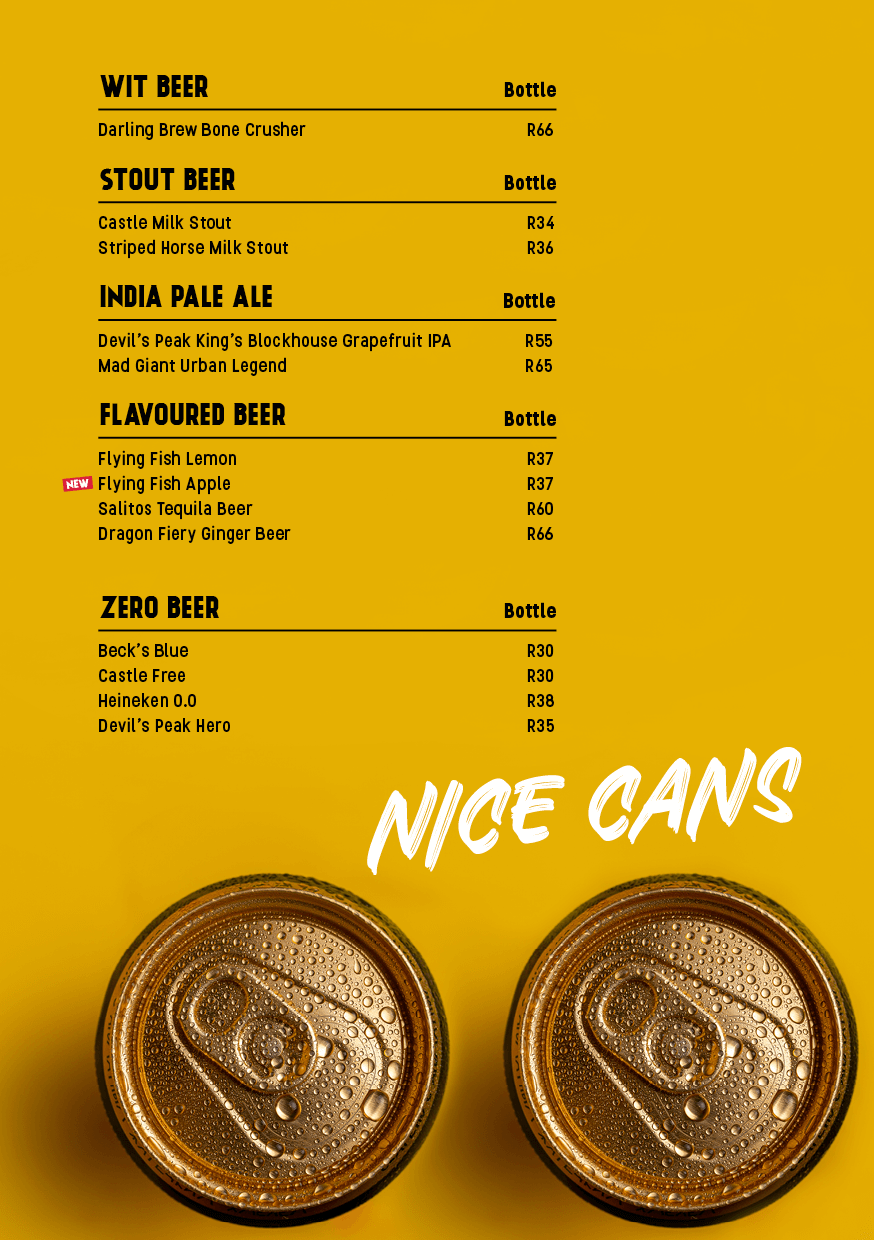 WIT BEER Bottle
Darling Brew Bone Crusher R66
STOUT BEER Bottle
Castle Milk Stout R34
Striped Horse Milk Stout R36
INDIA PALE ALE Bottle
Devil's Peak King's Blockhouse Grapefruit IPA R55
Mad Giant Urban Legend R65
FLAVOURED BEER Bottle
Flying Fish Lemon R37
NEW Flying Fish Apple R37
Salitos Tequila Beer R60
Dragon Fiery Ginger Beer R66
ZERO BEER Bottle
Beck's Blue R30
Castle Free R30
Heineken 0.0 R38
Devil's Peak Hero R35
NICE CANS